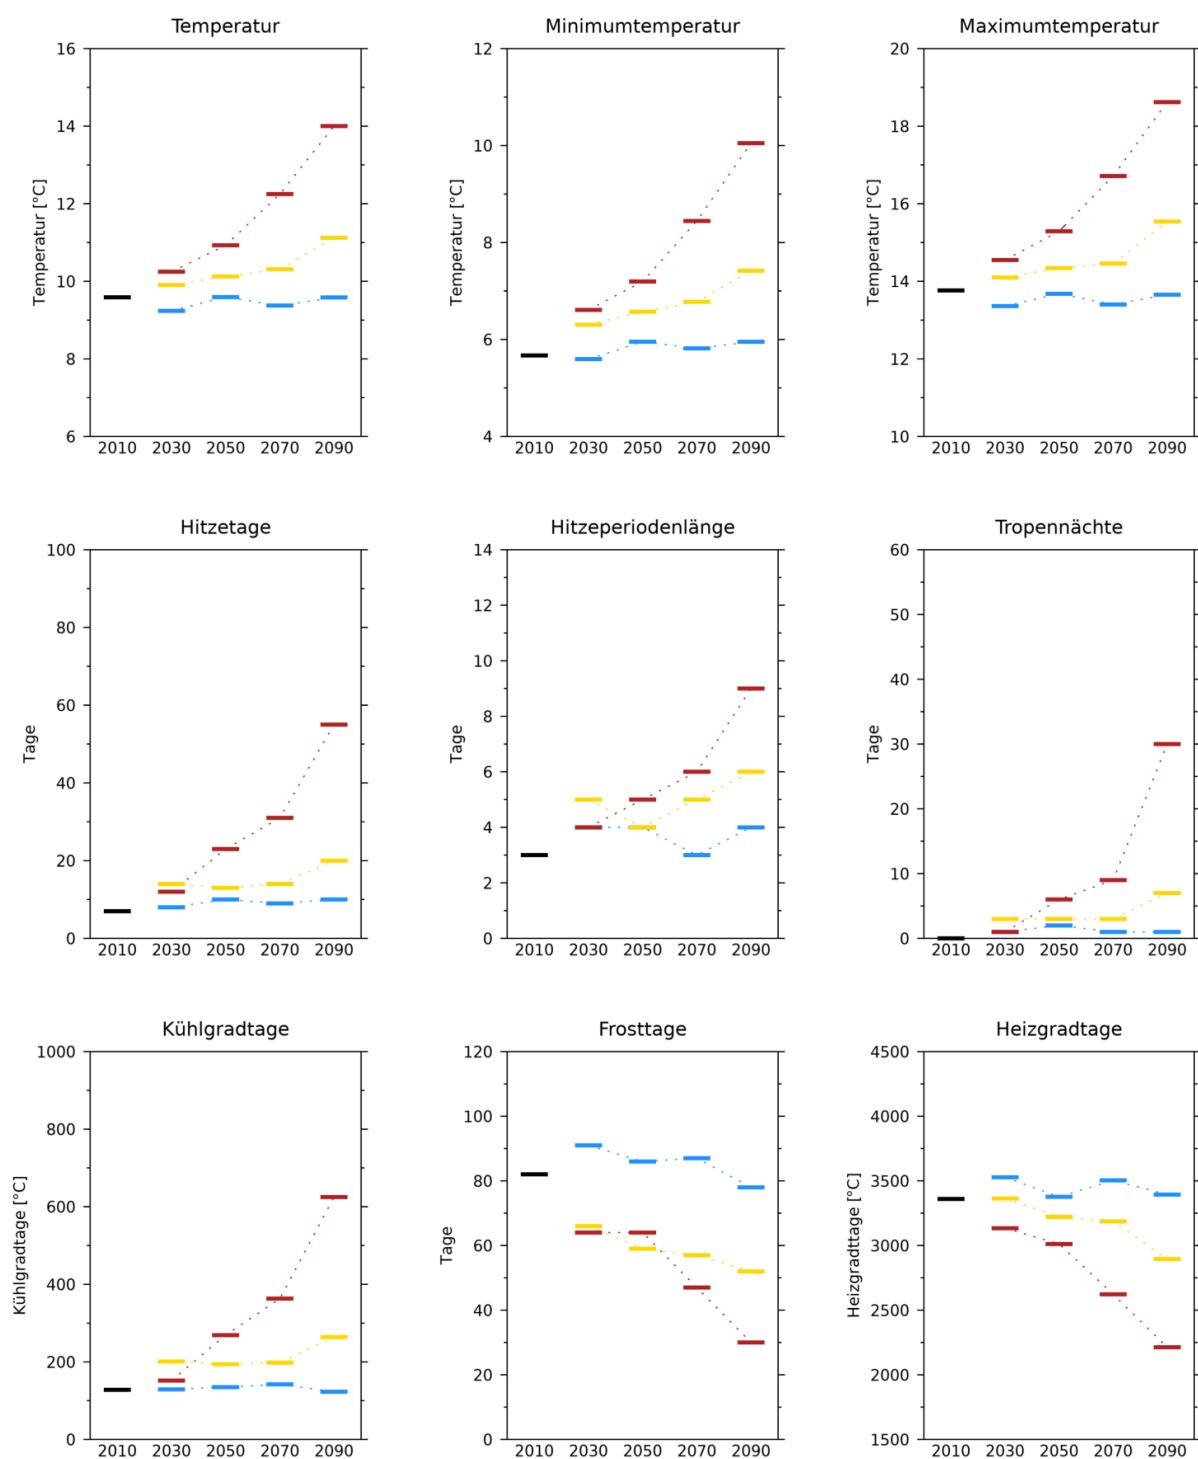 Temperatur
Temperatur [°C]
16
14
12
10
8
6
2010 2030 2050 2070 2090
Minimumtemperatur
Temperatur [°C]
12
10
8
6
4
2010 2030 2050 2070 2090
Maximumtemperatur
Temperatur [°C]
20
18
16
14
12
10
2010 2030 2050 2070 2090
Hitzetage
Tage
100
80
60
40
20
0
2010 2030 2050 2070 2090
Hitzeperiodenlänge
Tage
14
12
10
8
6
4
2
0
2010 2030 2050 2070 2090
Tropennächte
Tage
60
50
40
30
20
10
0
2010 2030 2050 2070 2090
Kühlgradtage
Kühlgradtage [°C]
1000
800
600
400
200
0
2010 2030 2050 2070 2090
Frosttage
Tage
120
100
80
60
40
20
0
2010 2030 2050 2070 2090
Heizgradtage
Heizgradttage [°C]
4500
4000
3500
3000
2500
2000
1500
2010 2030 2050 2070 2090